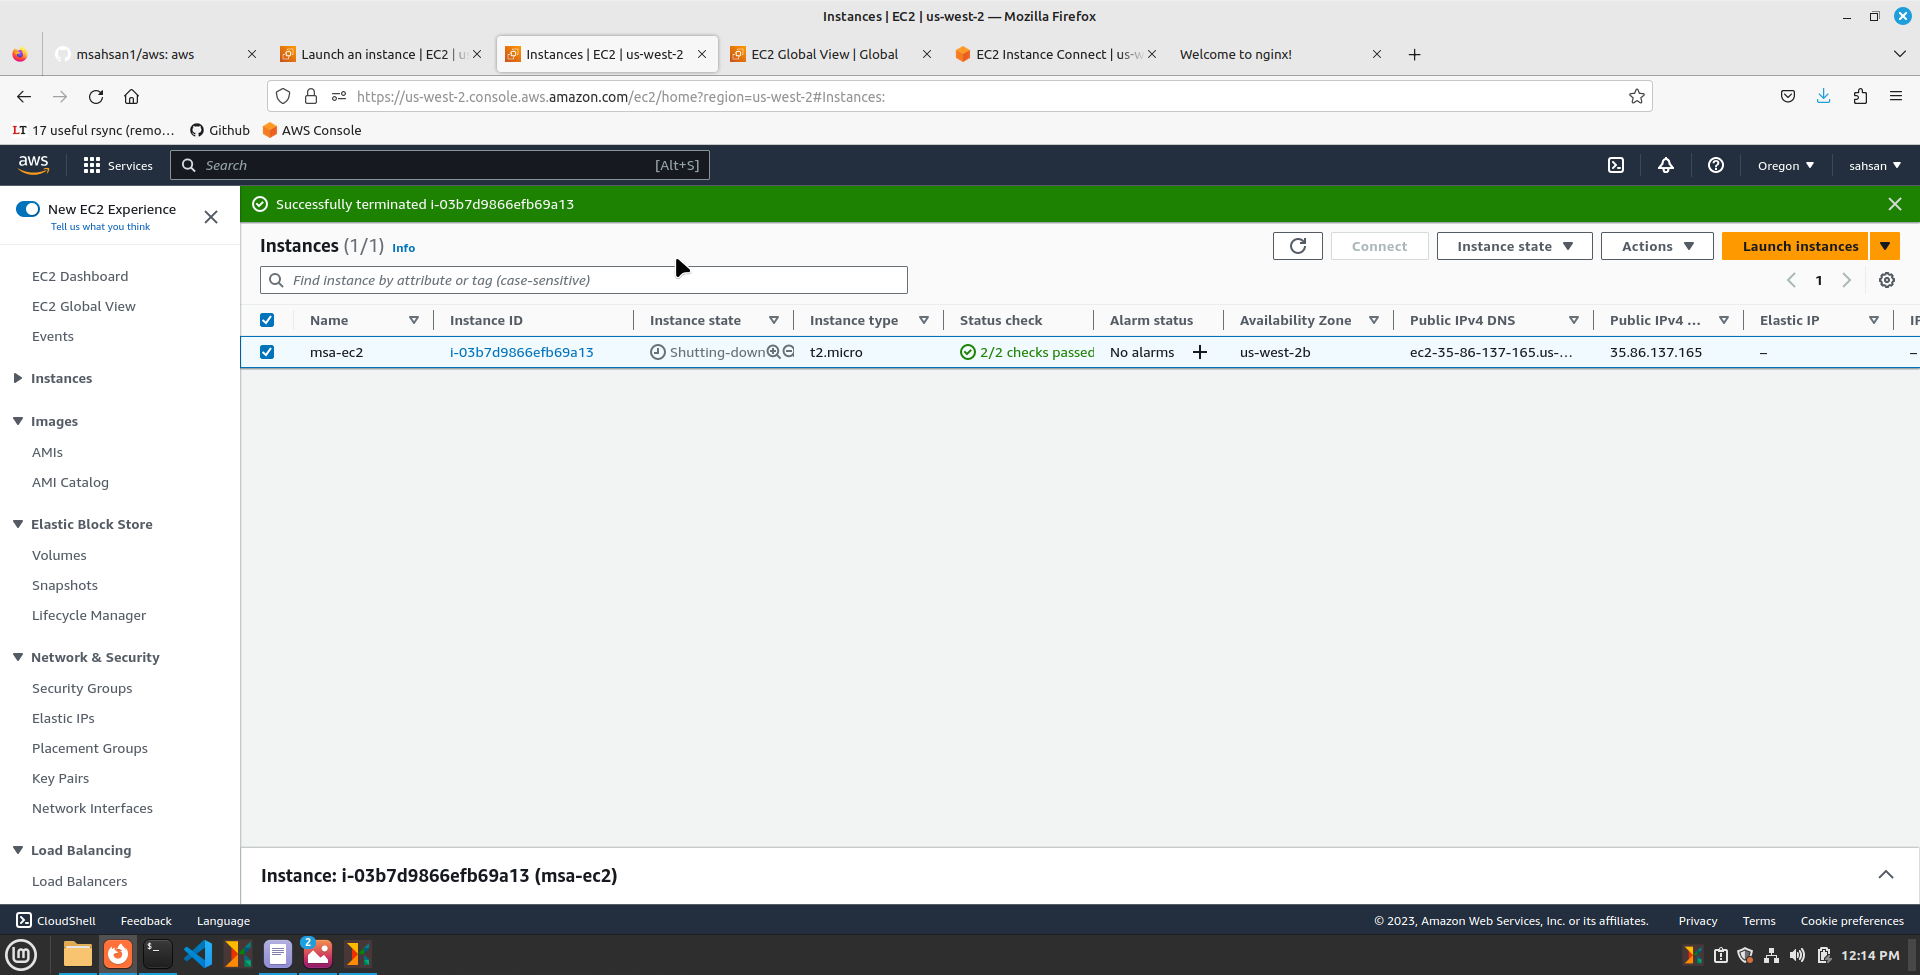 Instances | EC2 | us-west-2 — Mozilla Firefox
msahsan1/aws: aws
Launch an instance | EC2 | u
Instances | EC2 | us-west-2
EC2 Global View | Global
EC2 Instance Connect | us-w
Welcome to nginx!
https://us-west-2.console.aws.amazon.com/ec2/home?region=us-west-2#Instances:
LT 17 useful rsync (remo… Github AWS Console
aws Services Search [Alt+S] Oregon sahsan
New EC2 Experience
Tell us what you think
Successfully terminated i-03b7d9866efb69a13
Instances (1/1) Info
Connect Instance state Actions Launch instances
Find instance by attribute or tag (case-sensitive)
1
Name Instance ID Instance state Instance type Status check Alarm status Availability Zone Public IPv4 DNS Public IPv4 ... Elastic IP IP
msa-ec2 i-03b7d9866efb69a13 Shutting-down t2.micro 2/2 checks passed No alarms + us-west-2b ec2-35-86-137-165.us-... 35.86.137.165 – –
EC2 Dashboard
EC2 Global View
Events
Instances
Images
AMIs
AMI Catalog
Elastic Block Store
Volumes
Snapshots
Lifecycle Manager
Network & Security
Security Groups
Elastic IPs
Placement Groups
Key Pairs
Network Interfaces
Load Balancing
Load Balancers
Instance: i-03b7d9866efb69a13 (msa-ec2)
CloudShell Feedback Language © 2023, Amazon Web Services, Inc. or its affiliates. Privacy Terms Cookie preferences
2
12:14 PM